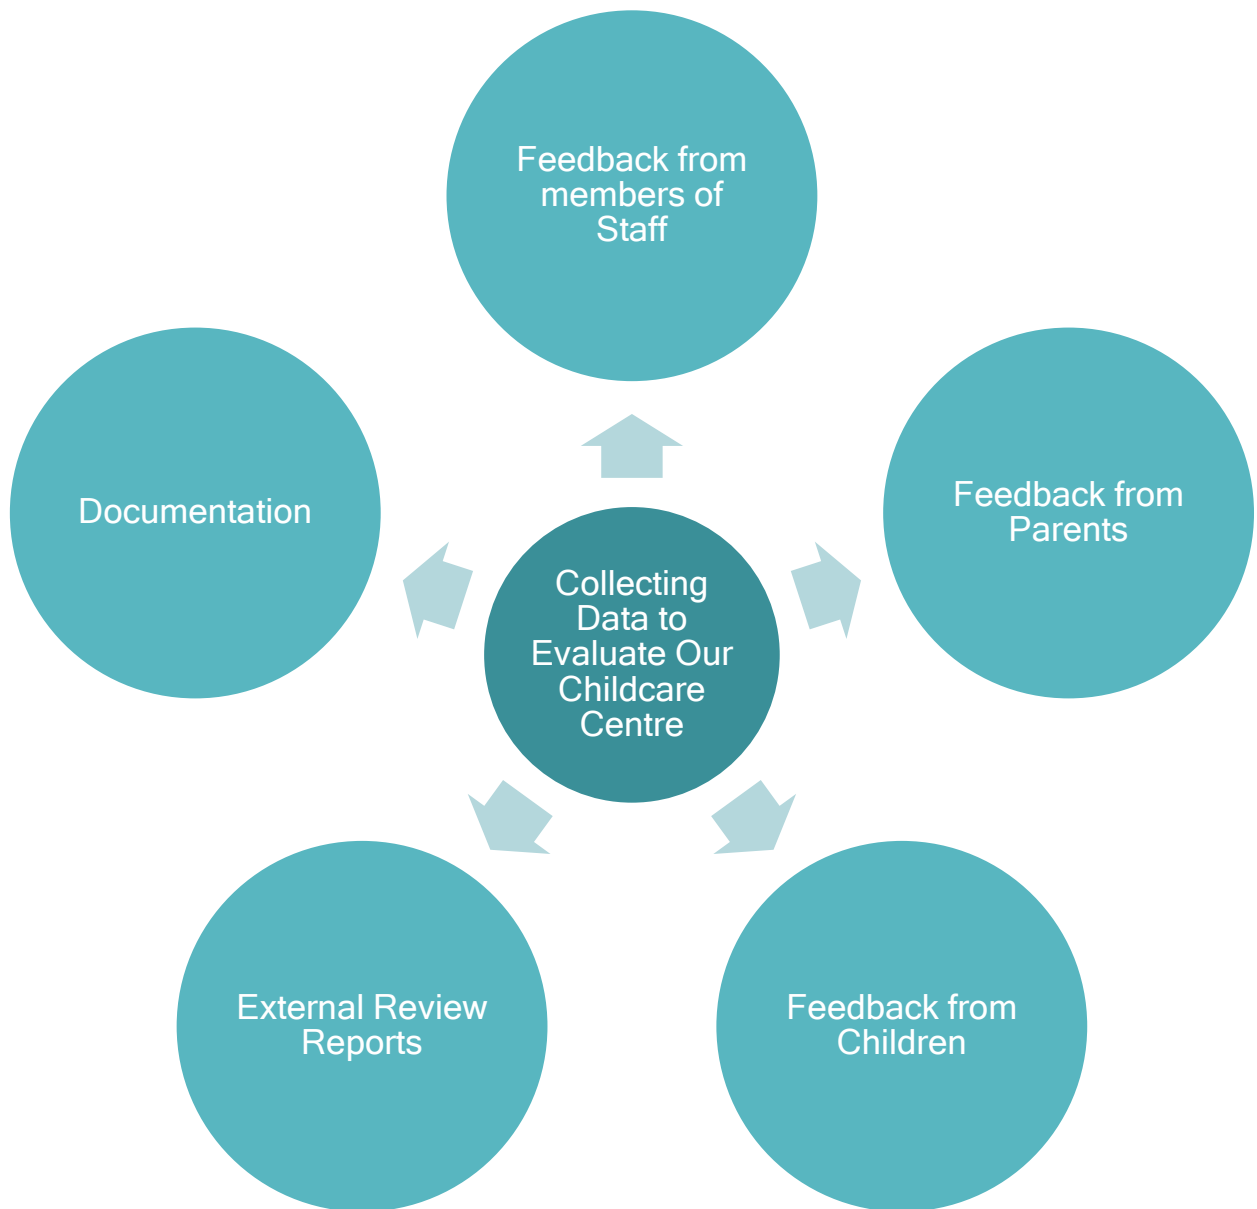 Feedback from
members of
Staff
Documentation
Feedback from
Parents
Collecting
Data to
Evaluate Our
Childcare
Centre
External Review
Reports
Feedback from
Children